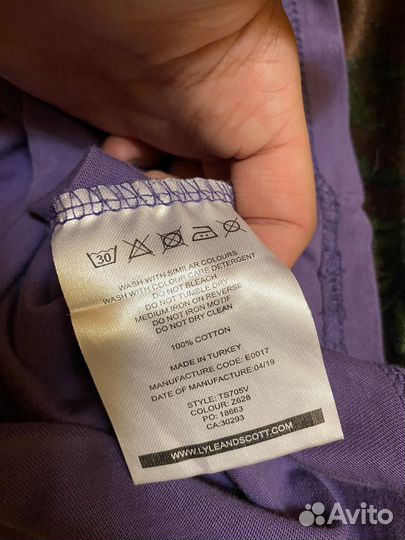 30
WASH WITH SIMILAR COLOURS
WASH WITH COLOUR CARE DETERGENT
DO NOT BLEACH
DO NOT TUMBLE DRY
MEDIUM IRON ON REVERSE
DO NOT IRON MOTIF
DO NOT DRY CLEAN
100% COTTON
MADE IN TURKEY
MANUFACTURE CODE: E0017
DATE OF MANUFACTURE:04/19
STYLE: TS705V
COLOUR: Z628
PO: 18663
CA:30203
WWW.LYLEANDSCOTT.COM
Avito